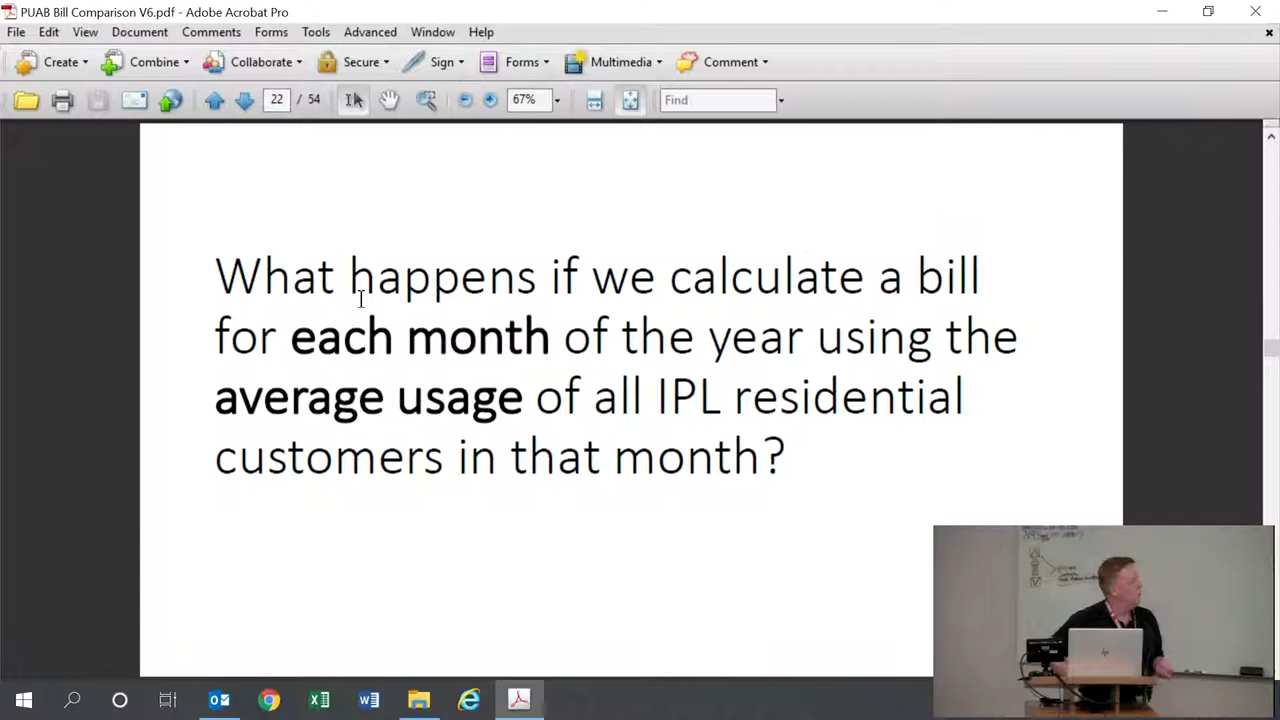 PUAB Bill Comparison V6.pdf - Adobe Acrobat Pro
File Edit View Document Comments Forms Tools Advanced Window Help
Create Combine Collaborate Secure Sign Forms Multimedia Comment
22 / 54 67% Find
What happens if we calculate a bill
for each month of the year using the
average usage of all IPL residential
customers in that month?